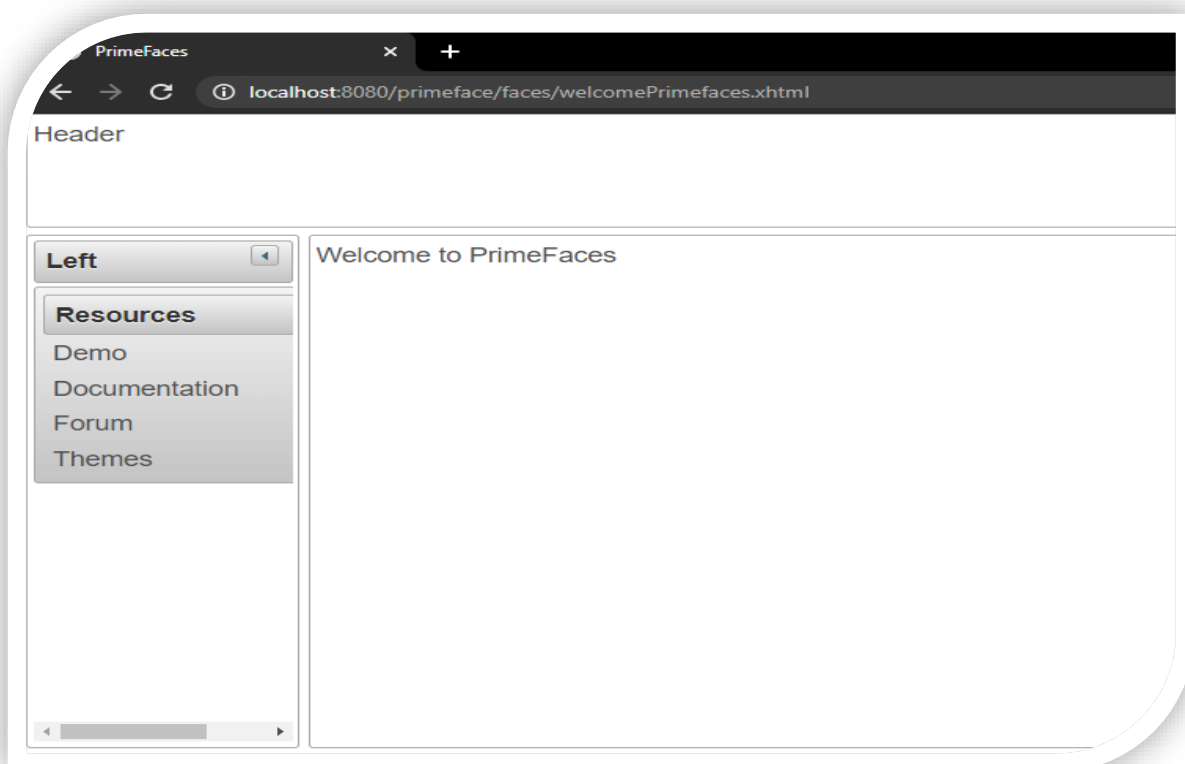 PrimeFaces
localhost:8080/primeface/faces/welcomePrimefaces.xhtml
Header
Left
Resources
Demo
Documentation
Forum
Themes
Welcome to PrimeFaces